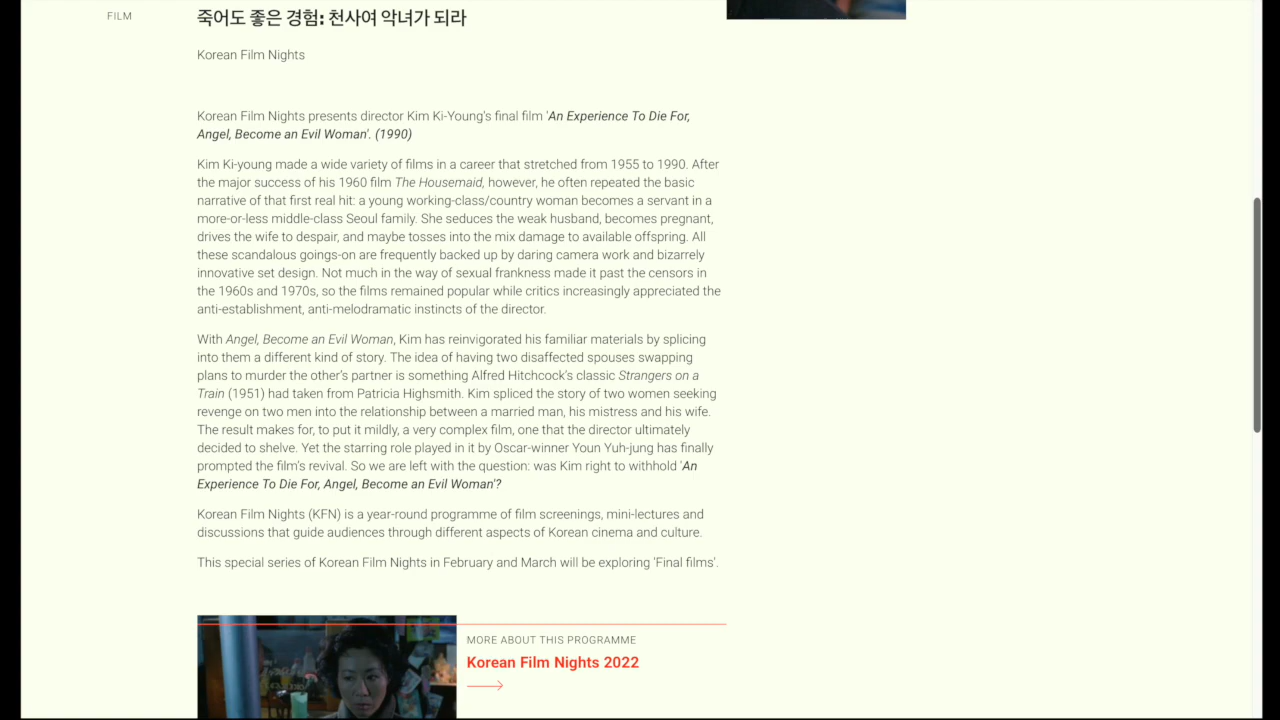 FILM
죽어도 좋은 경험: 천사여 악녀가 되라
Korean Film Nights
Korean Film Nights presents director Kim Ki-Young's final film 'An Experience To Die For,
Angel, Become an Evil Woman'. (1990)
Kim Ki-young made a wide variety of films in a career that stretched from 1955 to 1990. After
the major success of his 1960 film The Housemaid, however, he often repeated the basic
narrative of that first real hit: a young working-class/country woman becomes a servant in a
more-or-less middle-class Seoul family. She seduces the weak husband, becomes pregnant,
drives the wife to despair, and maybe tosses into the mix damage to available offspring. All
these scandalous goings-on are frequently backed up by daring camera work and bizarrely
innovative set design. Not much in the way of sexual frankness made it past the censors in
the 1960s and 1970s, so the films remained popular while critics increasingly appreciated the
anti-establishment, anti-melodramatic instincts of the director.
With Angel, Become an Evil Woman, Kim has reinvigorated his familiar materials by splicing
into them a different kind of story. The idea of having two disaffected spouses swapping
plans to murder the other's partner is something Alfred Hitchcock's classic Strangers on a
Train (1951) had taken from Patricia Highsmith. Kim spliced the story of two women seeking
revenge on two men into the relationship between a married man, his mistress and his wife.
The result makes for, to put it mildly, a very complex film, one that the director ultimately
decided to shelve. Yet the starring role played in it by Oscar-winner Youn Yuh-jung has finally
prompted the film's revival. So we are left with the question: was Kim right to withhold 'An
Experience To Die For, Angel, Become an Evil Woman'?
Korean Film Nights (KFN) is a year-round programme of film screenings, mini-lectures and
discussions that guide audiences through different aspects of Korean cinema and culture.
This special series of Korean Film Nights in February and March will be exploring 'Final films'.
MORE ABOUT THIS PROGRAMME
Korean Film Nights 2022